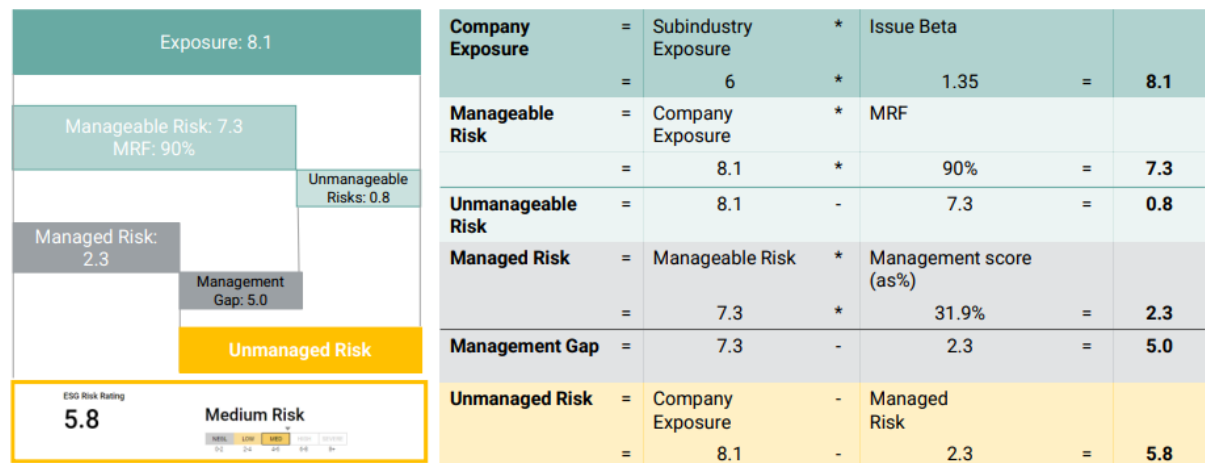 Exposure: 8.1
Manageable Risk: 7.3
MRF: 90%
Unmanageable
Risks: 0.8
Managed Risk:
2.3
Management
Gap: 5.0
Unmanaged Risk
ESG Risk Rating
5.8
Medium Risk
NEGL LOW MED HIGH SEVERE
0-2 2-4 4-6 6-8 8+
Company = Subindustry * Issue Beta
Exposure Exposure
= 6 * 1.35 = 8.1
Manageable = Company * MRF
Risk Exposure
= 8.1 * 90% = 7.3
Unmanageable = 8.1 - 7.3 = 0.8
Risk
Managed Risk = Manageable Risk * Management score
(as%)
= 7.3 * 31.9% = 2.3
Management Gap = 7.3 - 2.3 = 5.0
Unmanaged Risk = Company - Managed
Exposure Risk
= 8.1 - 2.3 = 5.8